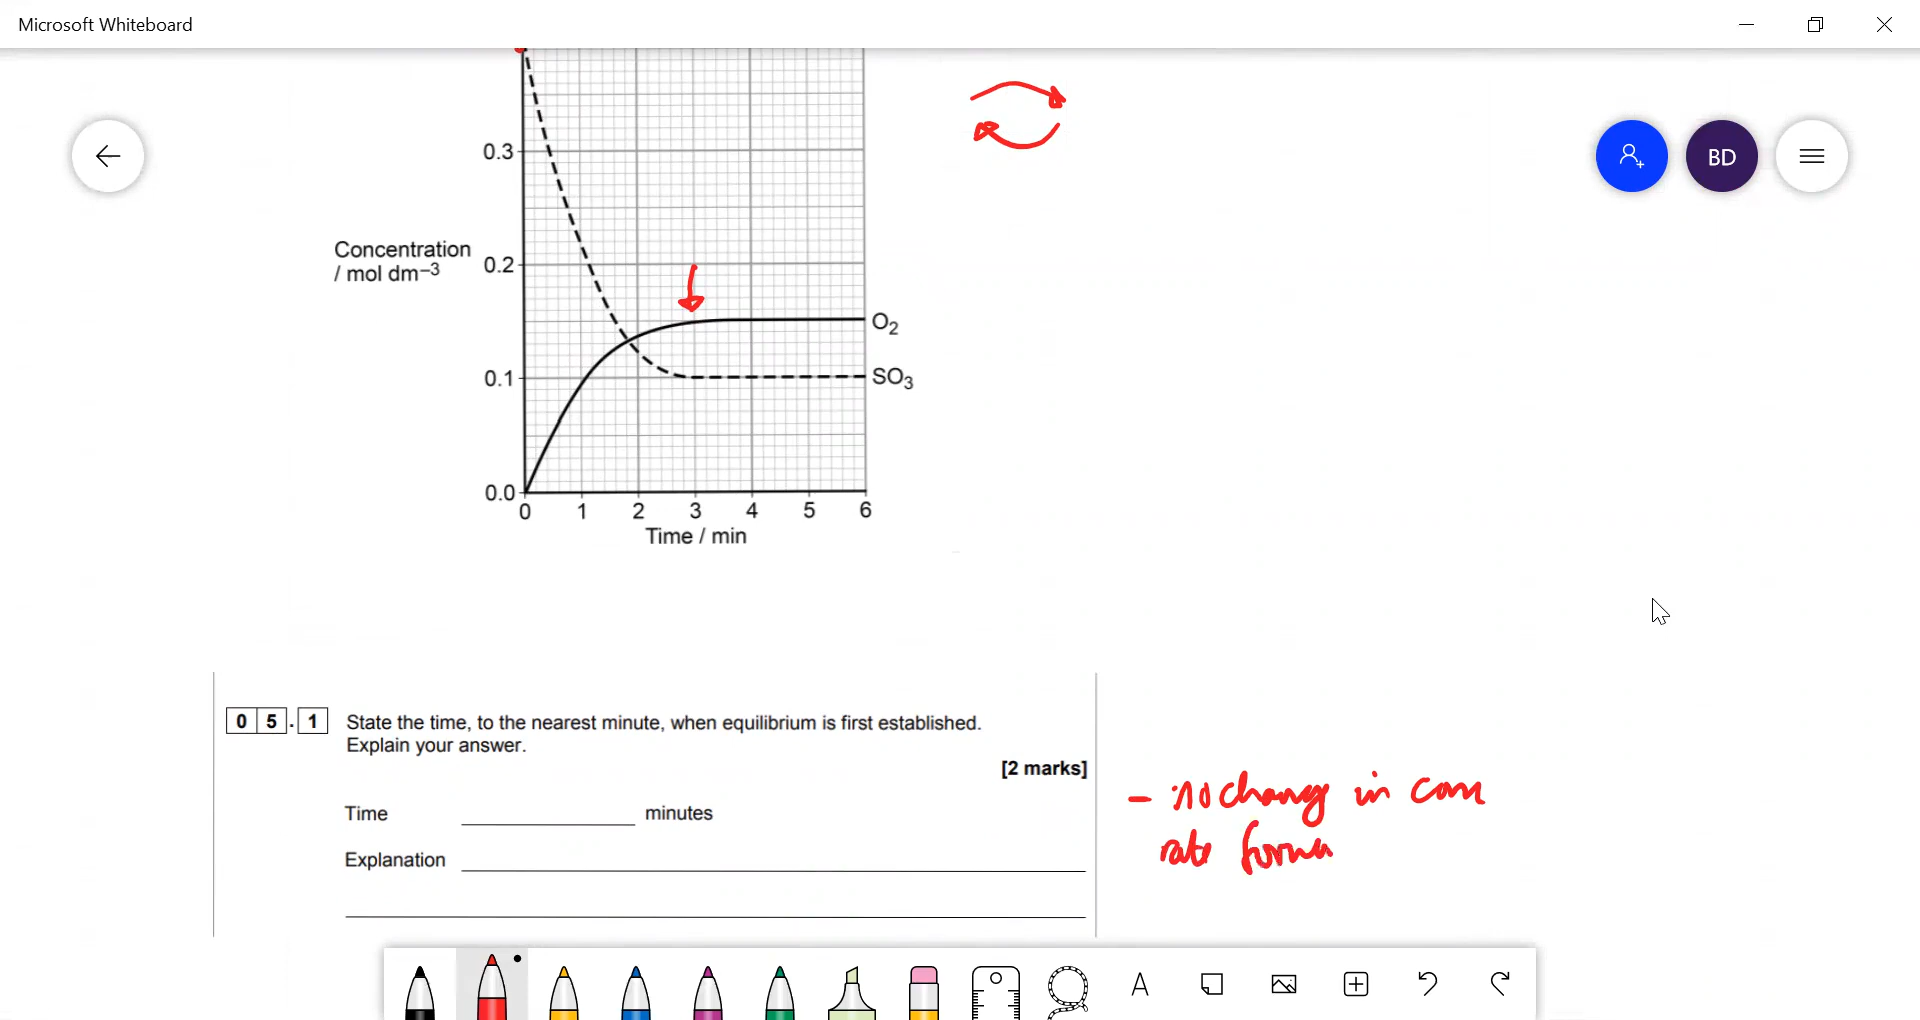 Microsoft Whiteboard
BD
0.3
Concentration
/ mol dm–3
0.2
O2
0.1
SO3
0.0
0 1 2 3 4 5 6
Time / min
0 5 . 1 State the time, to the nearest minute, when equilibrium is first established.
Explain your answer.
[2 marks]
Time minutes
Explanation
– no change in conc
rate forwa
A